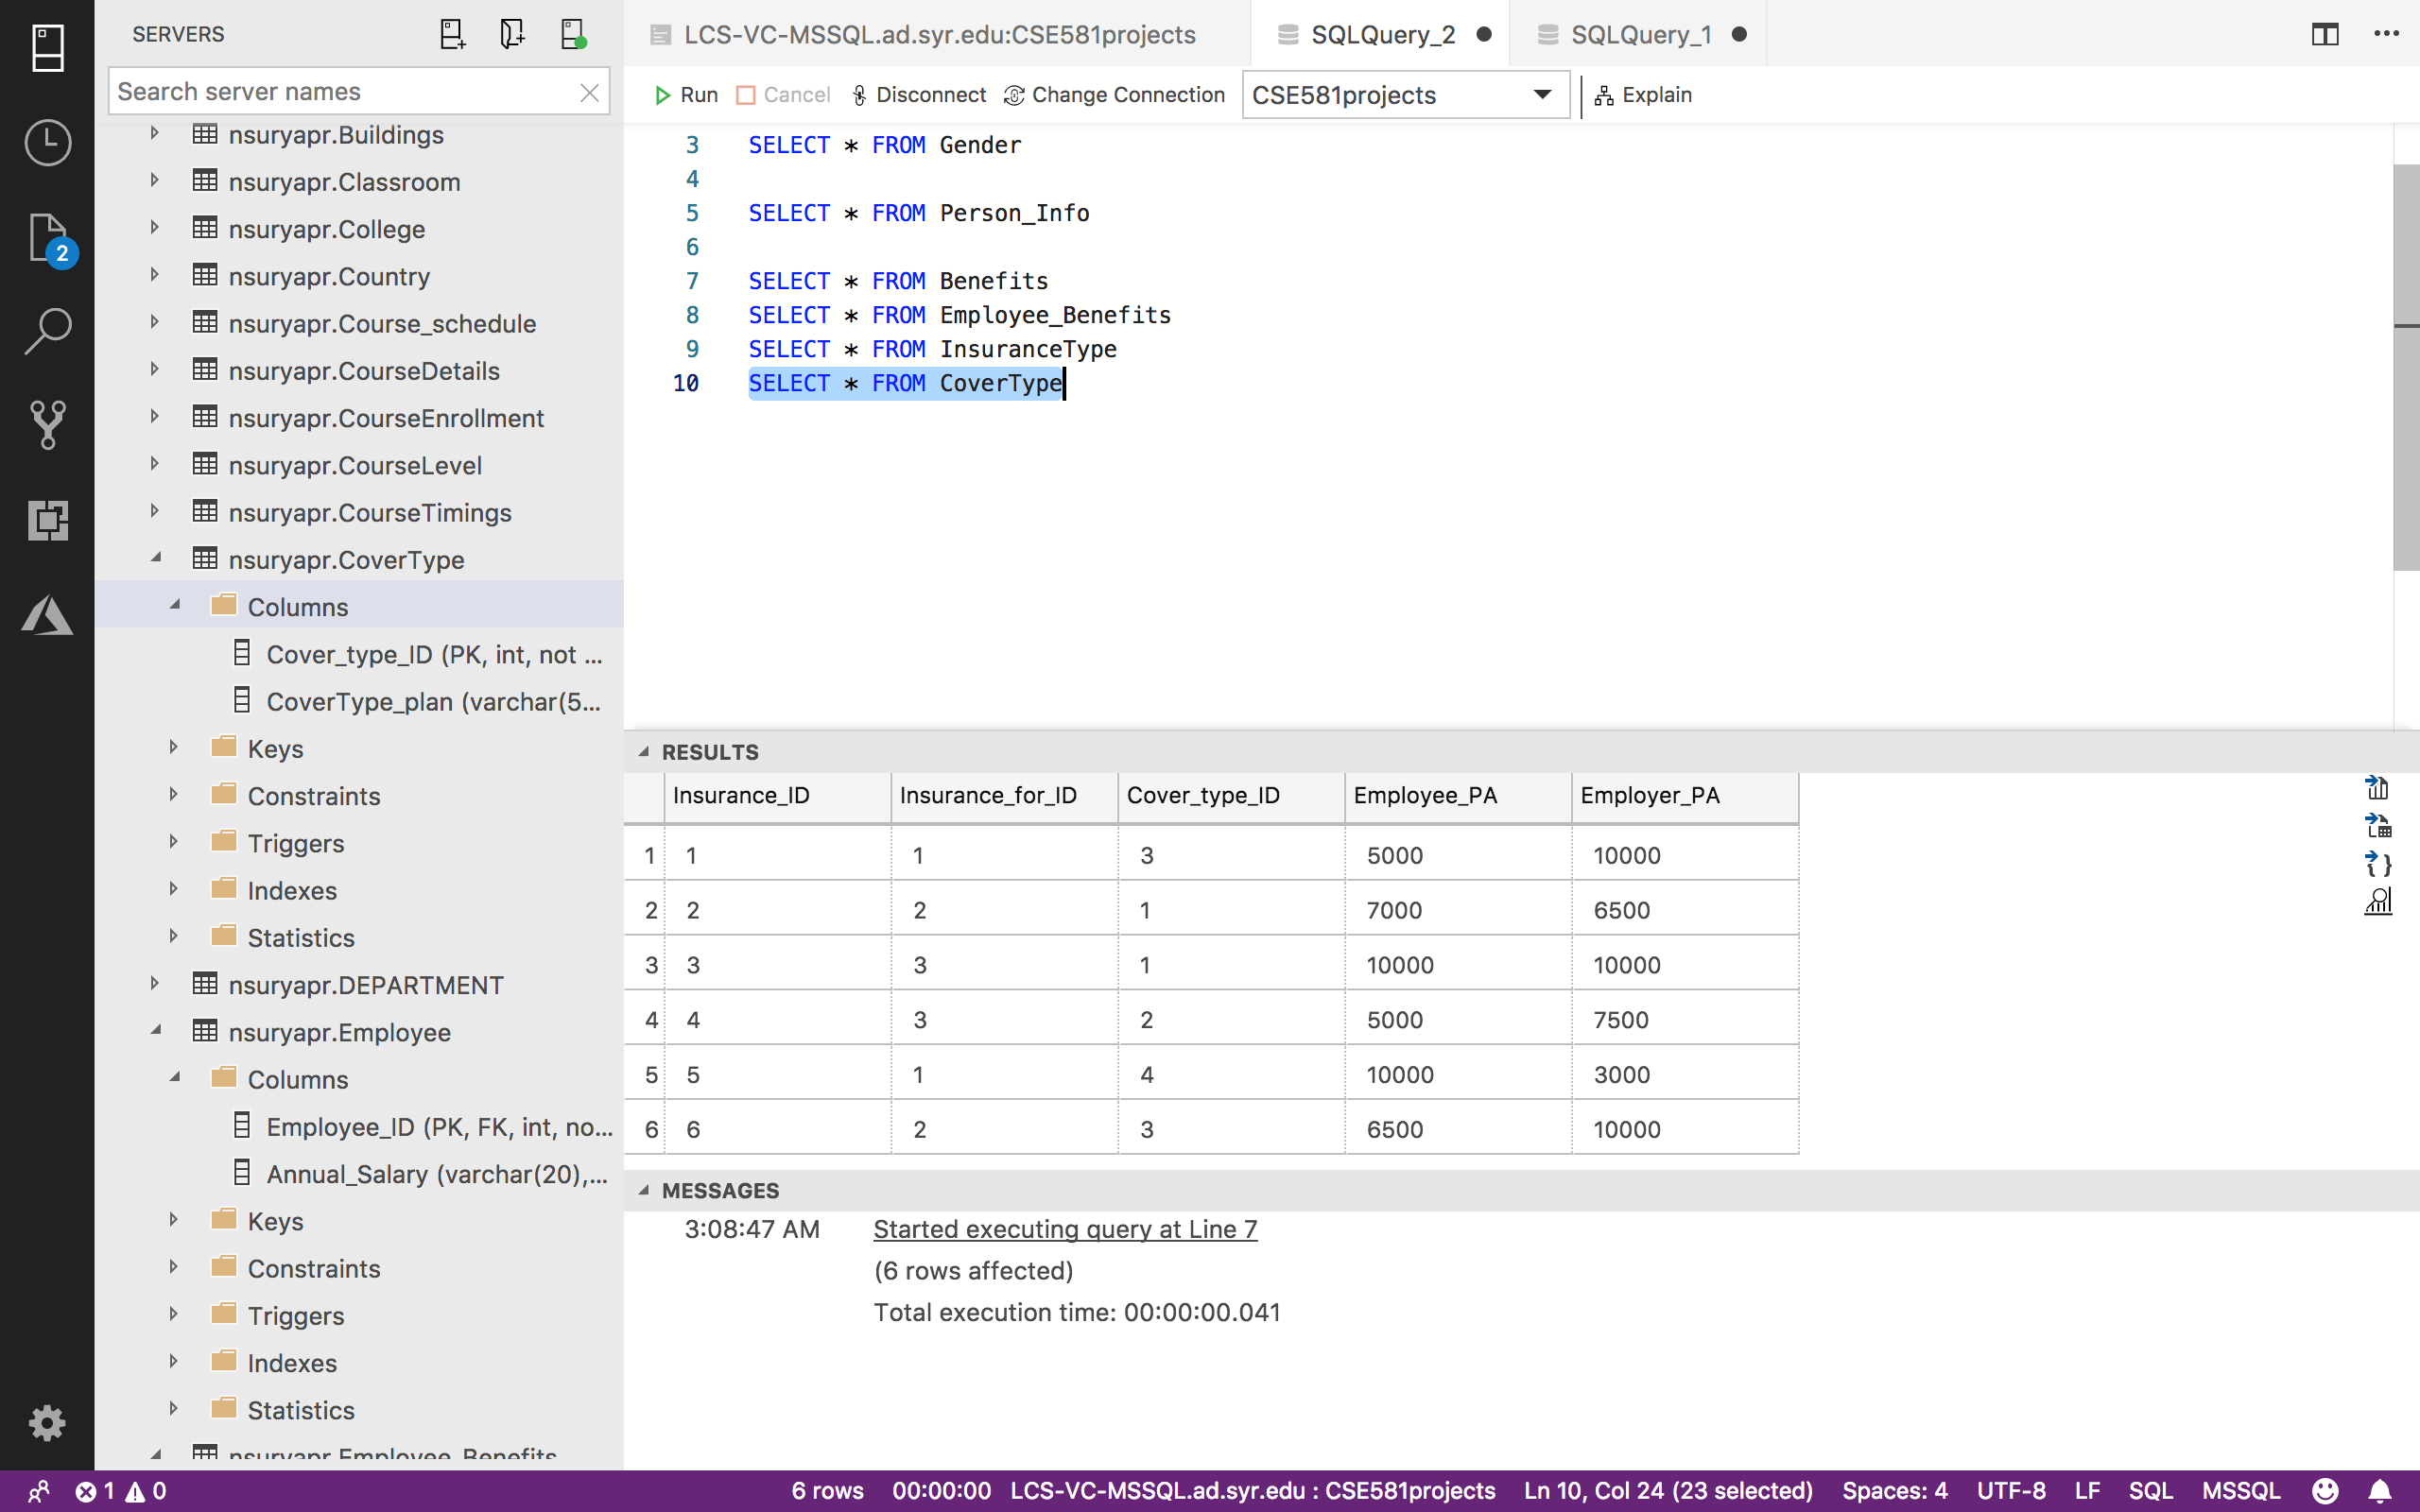 SERVERS
Search server names
2
nsuryapr.Buildings
nsuryapr.Classroom
nsuryapr.College
nsuryapr.Country
nsuryapr.Course_schedule
nsuryapr.CourseDetails
nsuryapr.CourseEnrollment
nsuryapr.CourseLevel
nsuryapr.CourseTimings
nsuryapr.CoverType
Columns
Cover_type_ID (PK, int, not ...
CoverType_plan (varchar(5...
Keys
Constraints
Triggers
Indexes
Statistics
nsuryapr.DEPARTMENT
nsuryapr.Employee
Columns
Employee_ID (PK, FK, int, no...
Annual_Salary (varchar(20),...
Keys
Constraints
Triggers
Indexes
Statistics
nsuryapr.Employee_Benefits
LCS-VC-MSSQL.ad.syr.edu:CSE581projects SQLQuery_2 SQLQuery_1
Run Cancel Disconnect Change Connection CSE581projects Explain
3 SELECT * FROM Gender
4
5 SELECT * FROM Person_Info
6
7 SELECT * FROM Benefits
8 SELECT * FROM Employee_Benefits
9 SELECT * FROM InsuranceType
10 SELECT * FROM CoverType
RESULTS
Insurance_ID Insurance_for_ID Cover_type_ID Employee_PA Employer_PA
1 1 1 3 5000 10000
2 2 2 1 7000 6500
3 3 3 1 10000 10000
4 4 3 2 5000 7500
5 5 1 4 10000 3000
6 6 2 3 6500 10000
MESSAGES
3:08:47 AM Started executing query at Line 7
(6 rows affected)
Total execution time: 00:00:00.041
1 0 6 rows 00:00:00 LCS-VC-MSSQL.ad.syr.edu : CSE581projects Ln 10, Col 24 (23 selected) Spaces: 4 UTF-8 LF SQL MSSQL